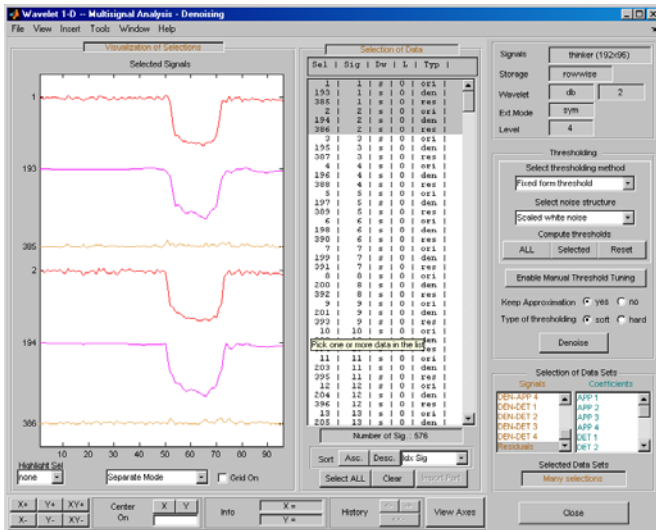 Wavelet 1-D -- Multisignal Analysis - Denoising
File View Insert Tools Window Help
Visualization of Selections
Selected Signals
1
193
385
2
194
386
10 20 30 40 50 60 70 80 90
Highlight Sel
none
Separate Mode
Grid On
Selection of Data
Sel | Sig | Dw | L | Typ |
1 | 1 | s | 0 | ori |
193 | 1 | s | 0 | den |
385 | 1 | s | 0 | res |
2 | 2 | s | 0 | ori |
194 | 2 | s | 0 | den |
386 | 2 | s | 0 | res |
3 | 3 | s | 0 | ori |
195 | 3 | s | 0 | den |
387 | 3 | s | 0 | res |
4 | 4 | s | 0 | ori |
196 | 4 | s | 0 | den |
388 | 4 | s | 0 | res |
5 | 5 | s | 0 | ori |
197 | 5 | s | 0 | den |
389 | 5 | s | 0 | res |
6 | 6 | s | 0 | ori |
198 | 6 | s | 0 | den |
390 | 6 | s | 0 | res |
7 | 7 | s | 0 | ori |
199 | 7 | s | 0 | den |
391 | 7 | s | 0 | res |
8 | 8 | s | 0 | ori |
200 | 8 | s | 0 | den |
392 | 8 | s | 0 | res |
9 | 9 | s | 0 | ori |
201 | 9 | s | 0 | den |
393 | 9 | s | 0 | res |
10 | 10 | s | 0 | ori |
Pick one or more data in the list
11 | 11 | s | 0 | ori |
203 | 11 | s | 0 | den |
395 | 11 | s | 0 | res |
12 | 12 | s | 0 | ori |
204 | 12 | s | 0 | den |
396 | 12 | s | 0 | res |
13 | 13 | s | 0 | ori |
205 | 13 | s | 0 | den |
Number of Sig. : 576
Sort Asc. Desc. Idx Sig
Select ALL Clear Import Part.
Signals thinker (192x96)
Storage rowwise
Wavelet db 2
Ext.Mode sym
Level 4
Thresholding
Select thresholding method
Fixed form threshold
Select noise structure
Scaled white noise
Compute thresholds
ALL Selected Reset
Enable Manual Threshold Tuning
Keep Approximation yes no
Type of thresholding soft hard
Denoise
Selection of Data Sets
Signals Coefficients
DEN-APP 4 APP 1
DEN-DET 1 APP 2
DEN-DET 2 APP 3
DEN-DET 3 APP 4
DEN-DET 4 DET 1
Residuals DET 2
Selected Data Sets
Many selections
Close
X+ Y+ XY+
X- Y- XY-
Center
On
X Y
Info
X =
Y =
History
View Axes